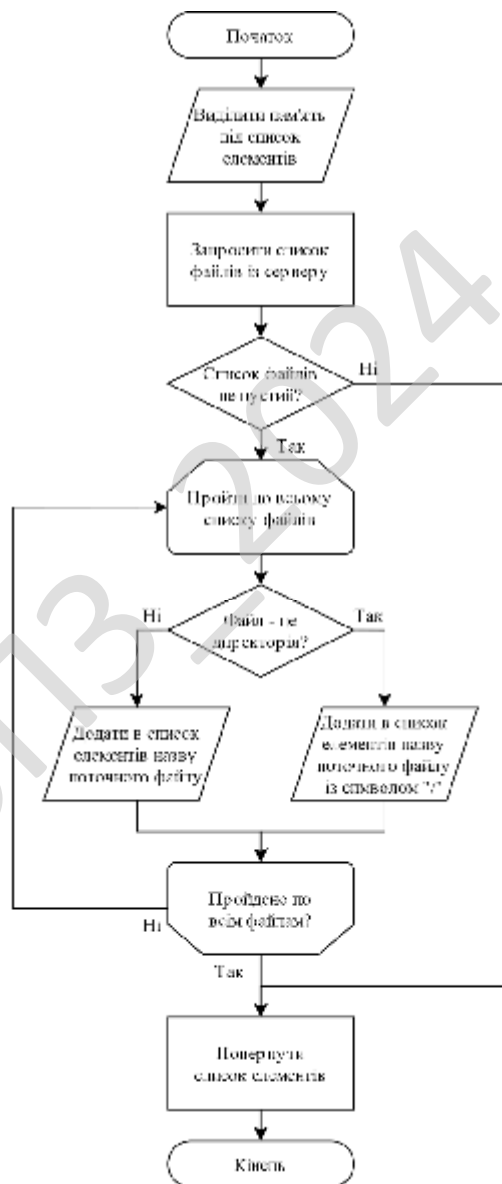 Початок
Виділити пам'ять
під список
елементів
Запросити список
файлів із серверу
Список файлів
не пустий?
Ні
Так
Пройти по всьому
списку файлів
Файл - це
директорія?
Ні
Так
Додати в список
елементів назву
поточного файлу
Додати в список
елементів назву
поточного файлу
із символом "/"
Пройдене по
всім файлам?
Ні
Так
Повернути
список елементів
Кінець
2024